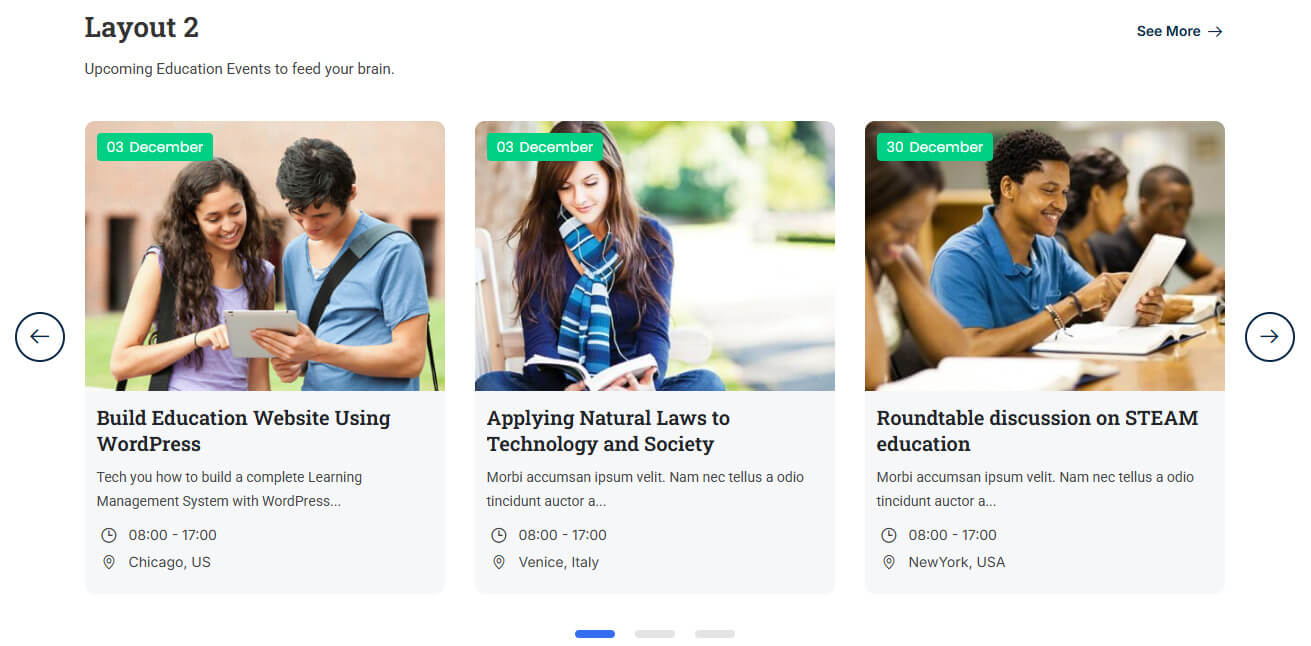 Layout 2
See More
Upcoming Education Events to feed your brain.
03 December
03 December
30 December
Build Education Website Using
WordPress
Tech you how to build a complete Learning
Management System with WordPress...
08:00 - 17:00
Chicago, US
Applying Natural Laws to
Technology and Society
Morbi accumsan ipsum velit. Nam nec tellus a odio
tincidunt auctor a...
08:00 - 17:00
Venice, Italy
Roundtable discussion on STEAM
education
Morbi accumsan ipsum velit. Nam nec tellus a odio
tincidunt auctor a...
08:00 - 17:00
NewYork, USA